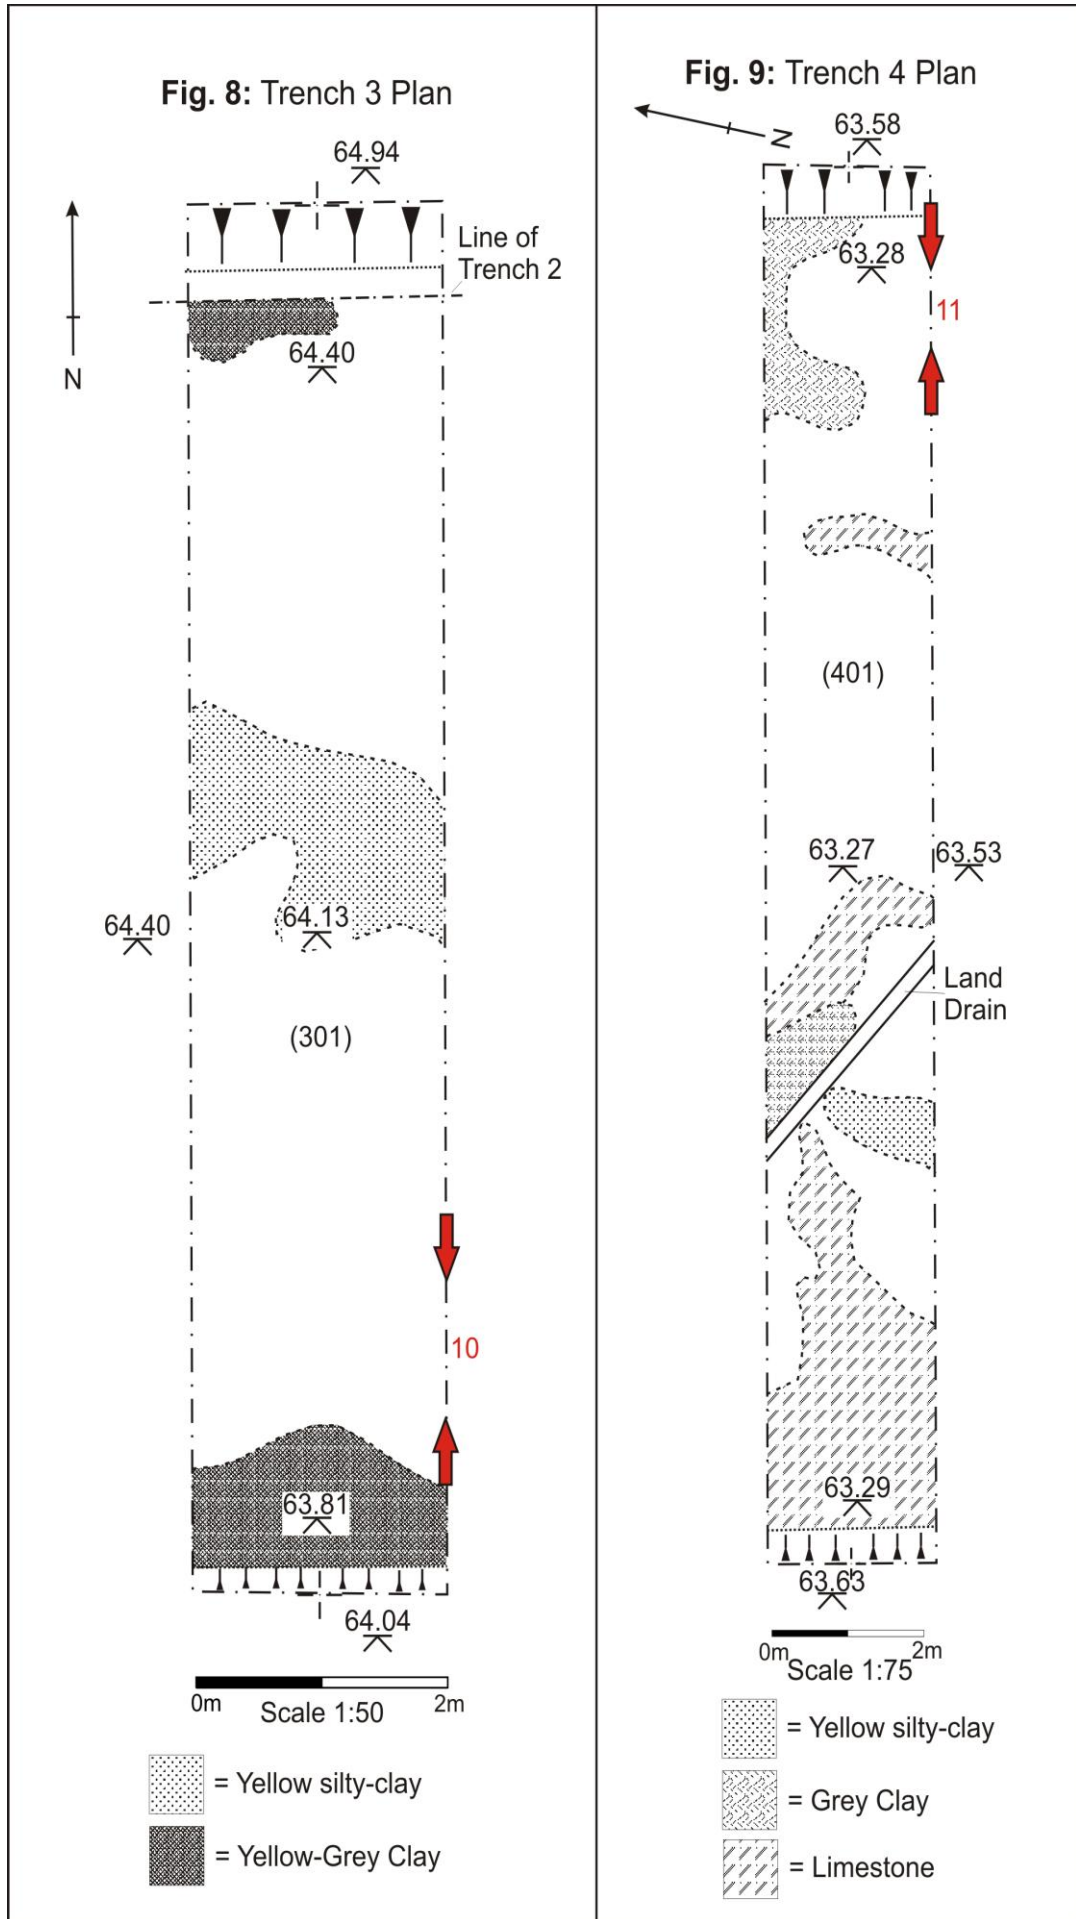 Fig. 8: Trench 3 Plan
64.94
Line of
Trench 2
N
64.40
64.40
64.13
(301)
10
63.81
64.04
0m
2m
Scale 1:50
= Yellow silty-clay
= Yellow-Grey Clay
Fig. 9: Trench 4 Plan
N
63.58
63.28
11
(401)
63.27
63.53
Land
Drain
63.29
63.63
0m
2m
Scale 1:75
= Yellow silty-clay
= Grey Clay
= Limestone